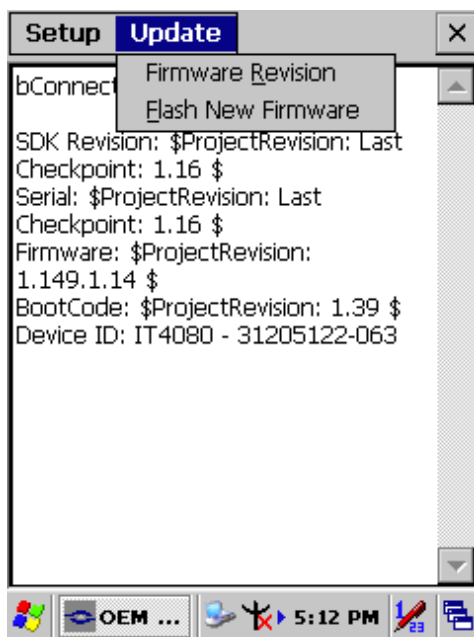 Setup Update
Firmware Revision
bConnect
Flash New Firmware
SDK Revision: $ProjectRevision: Last
Checkpoint: 1.16 $
Serial: $ProjectRevision: Last
Checkpoint: 1.16 $
Firmware: $ProjectRevision:
1.149.1.14 $
BootCode: $ProjectRevision: 1.39 $
Device ID: IT4080 - 31205122-063
OEM ... 5:12 PM 1/23